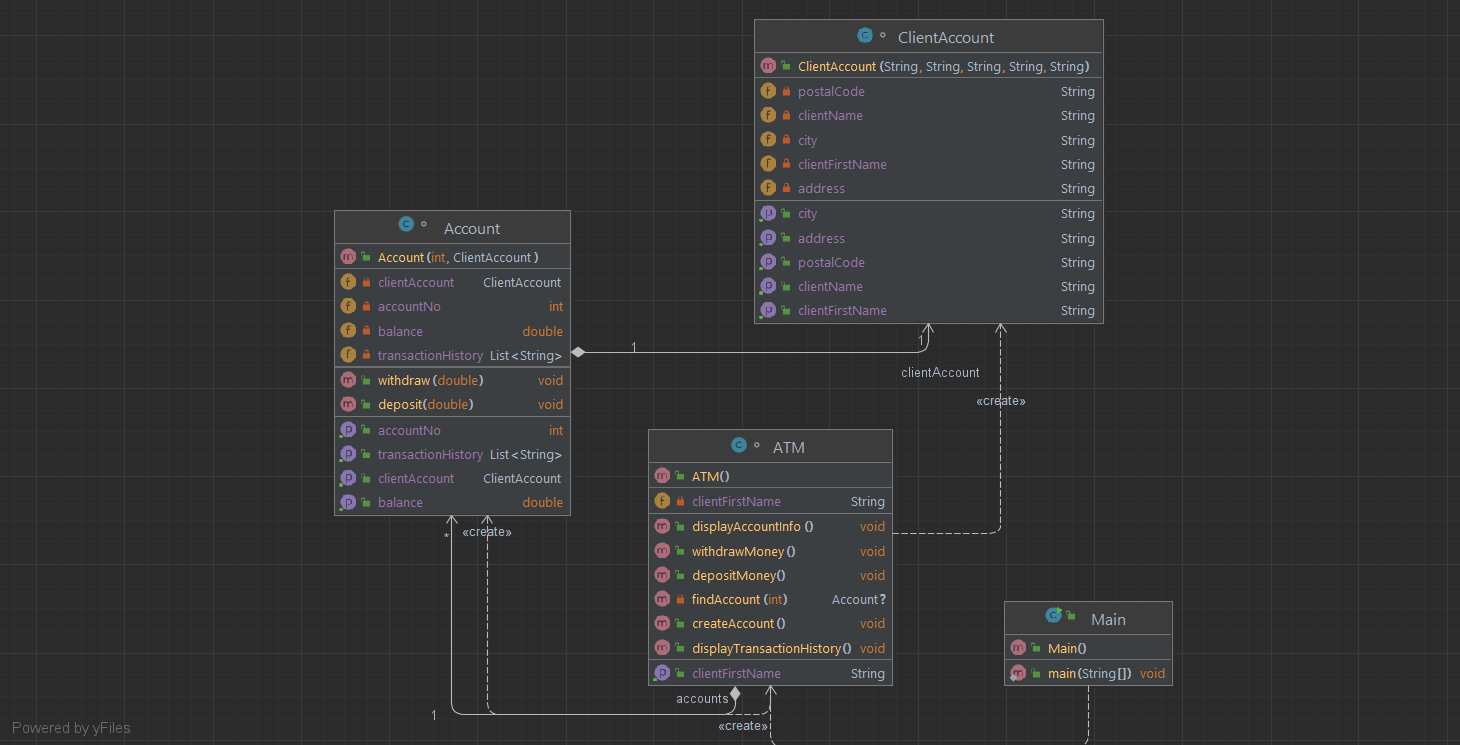 ClientAccount
ClientAccount (String, String, String, String, String)
postalCode String
clientName String
city String
clientFirstName String
address String
city String
address String
postalCode String
clientName String
clientFirstName String
Account
Account (int, ClientAccount )
clientAccount ClientAccount
accountNo int
balance double
transactionHistory List<String>
withdraw (double) void
deposit(double) void
accountNo int
transactionHistory List<String>
clientAccount ClientAccount
balance double
1
1
clientAccount
«create»
*
«create»
ATM
ATM()
clientFirstName String
displayAccountInfo () void
withdrawMoney () void
depositMoney() void
findAccount (int) Account?
createAccount () void
displayTransactionHistory() void
clientFirstName String
accounts
1
«create»
Main
Main()
main(String[]) void
Powered by yFiles